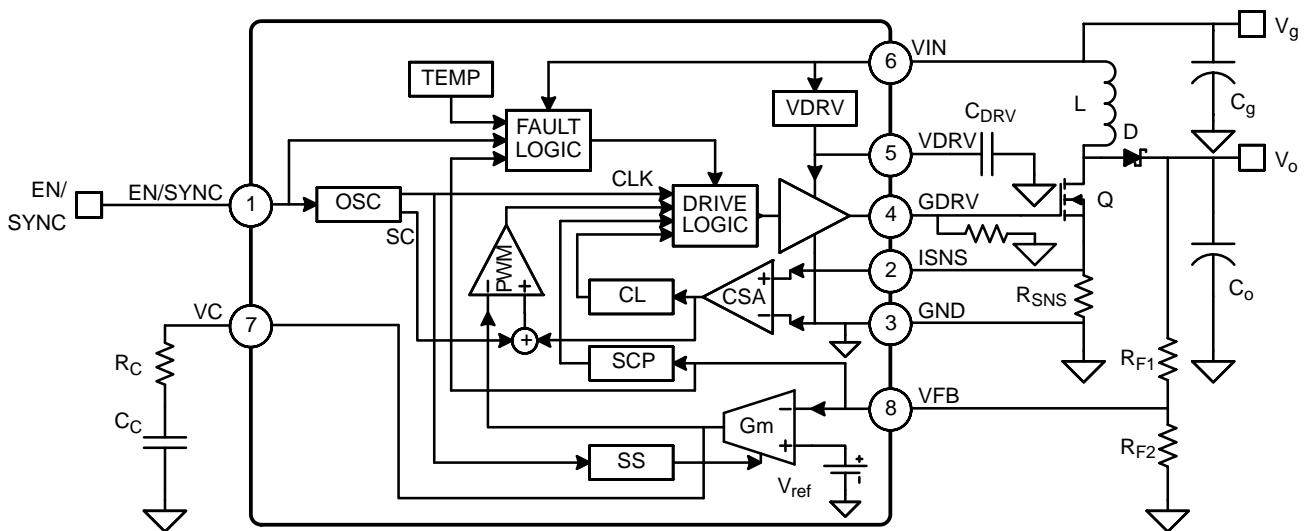 VIN
6
Vg
TEMP
L
Cg
FAULT
LOGIC
VDRV
CDRV
VDRV
5
D
Vo
EN/
SYNC
EN/SYNC
1
OSC
CLK
DRIVE
LOGIC
4
GDRV
Q
SC
PWM
−
+
2
ISNS
CL
CSA
+
−
RSNS
Co
VC
7
3
GND
+
RC
SCP
RF1
8
VFB
CC
Gm
−
+
SS
Vref
+
−
RF2